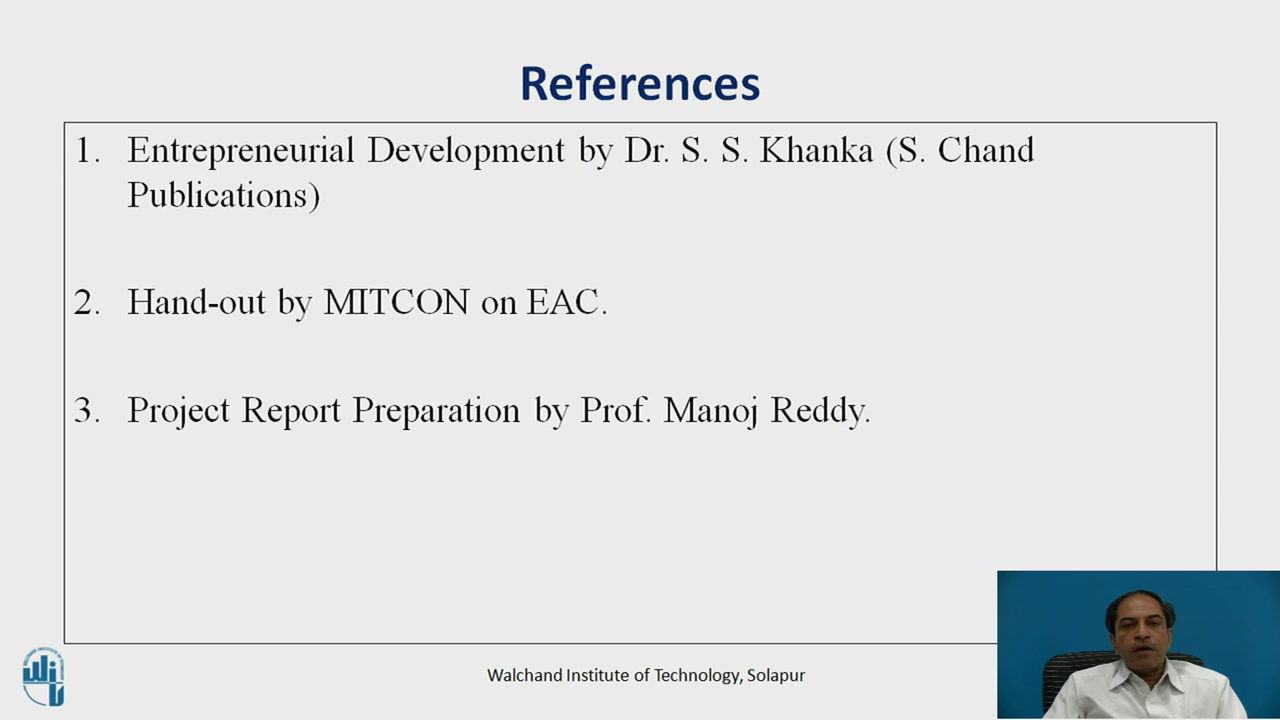 References
1. Entrepreneurial Development by Dr. S. S. Khanka (S. Chand
Publications)
2. Hand-out by MITCON on EAC.
3. Project Report Preparation by Prof. Manoj Reddy.
Walchand Institute of Technology, Solapur